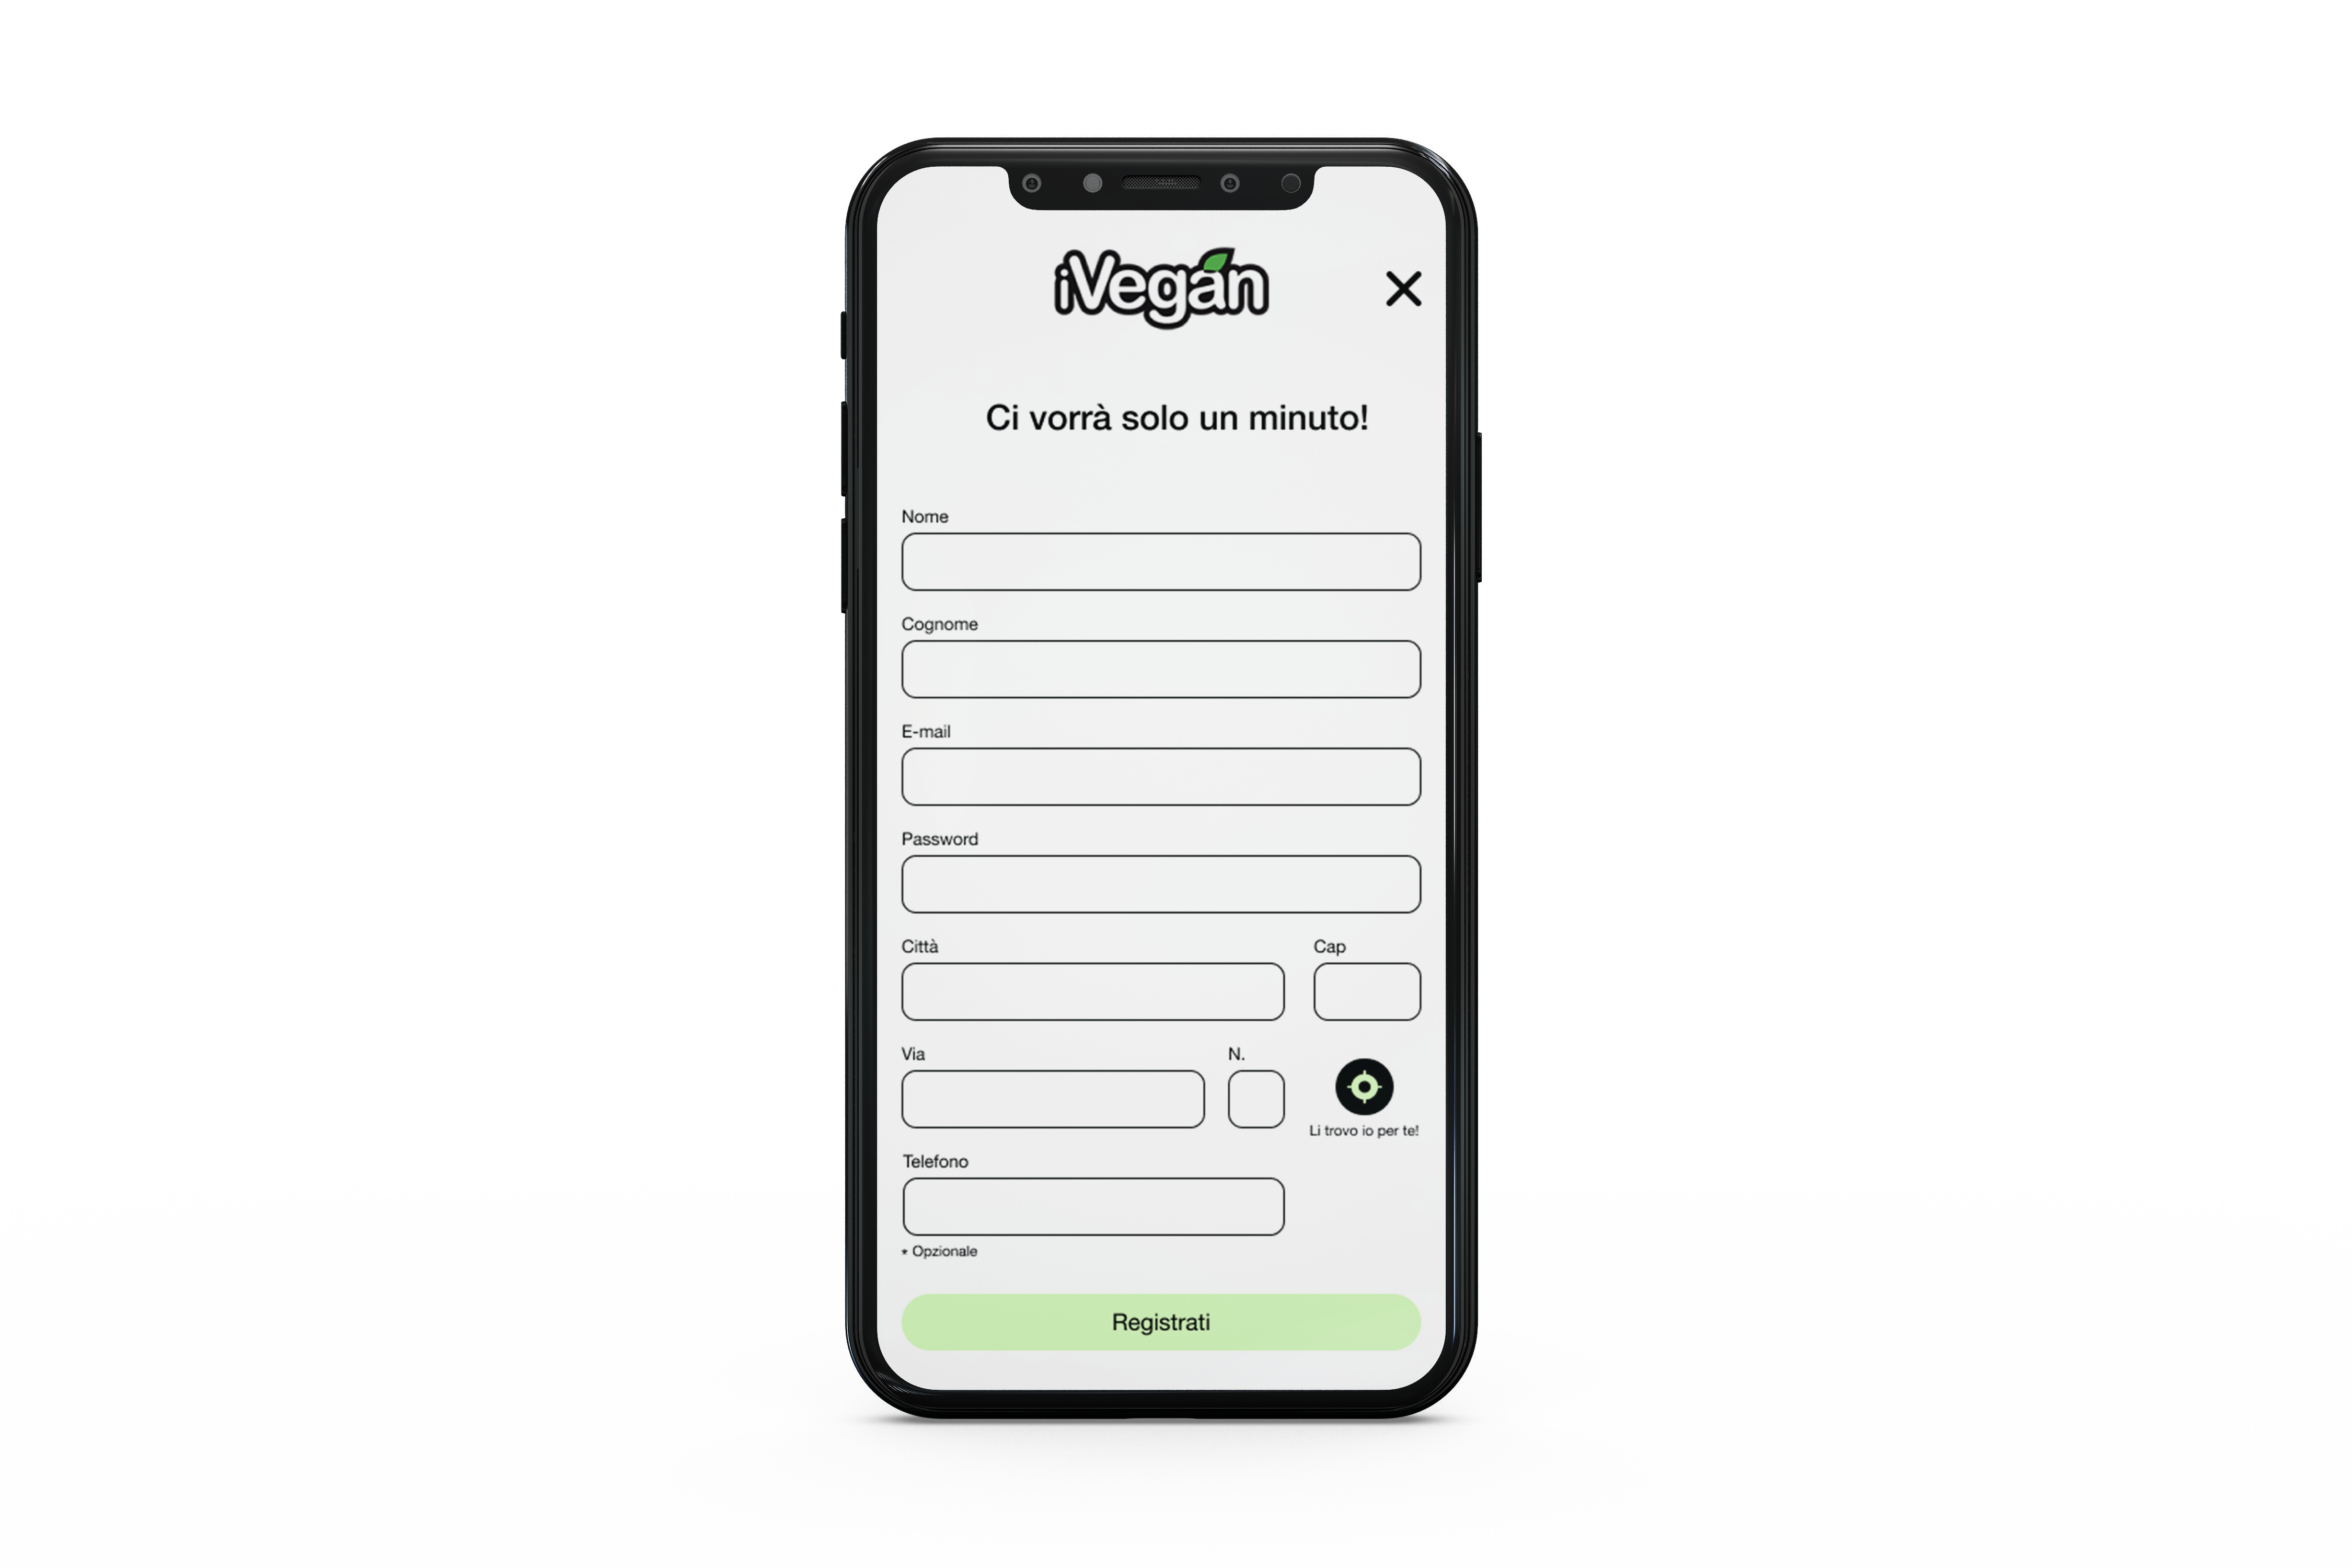 iVegan
Ci vorrà solo un minuto!
Nome
Cognome
E-mail
Password
Città
Cap
Via
N.
Li trovo io per te!
Telefono
* Opzionale
Registrati